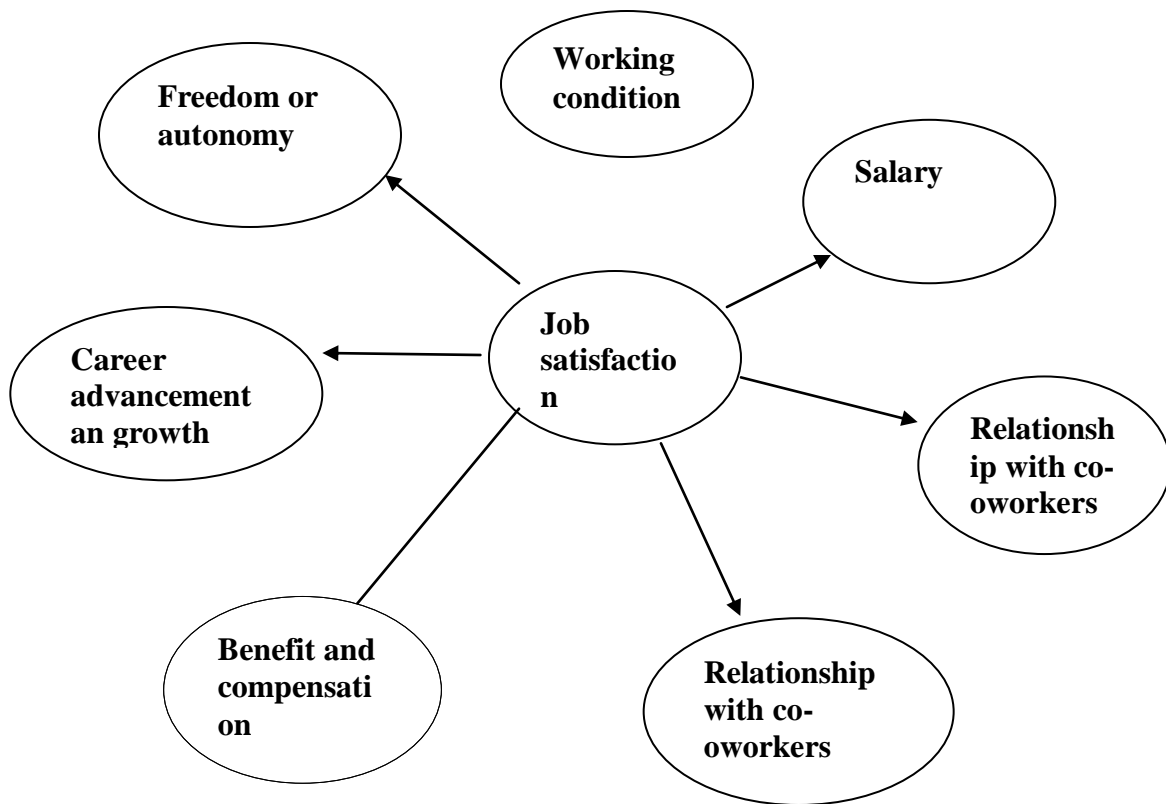 Working
condition
Freedom or
autonomy
Salary
Job
satisfactio
n
Career
advancement
an growth
Relationsh
ip with co-
oworkers
Benefit and
compensati
on
Relationship
with co-
oworkers